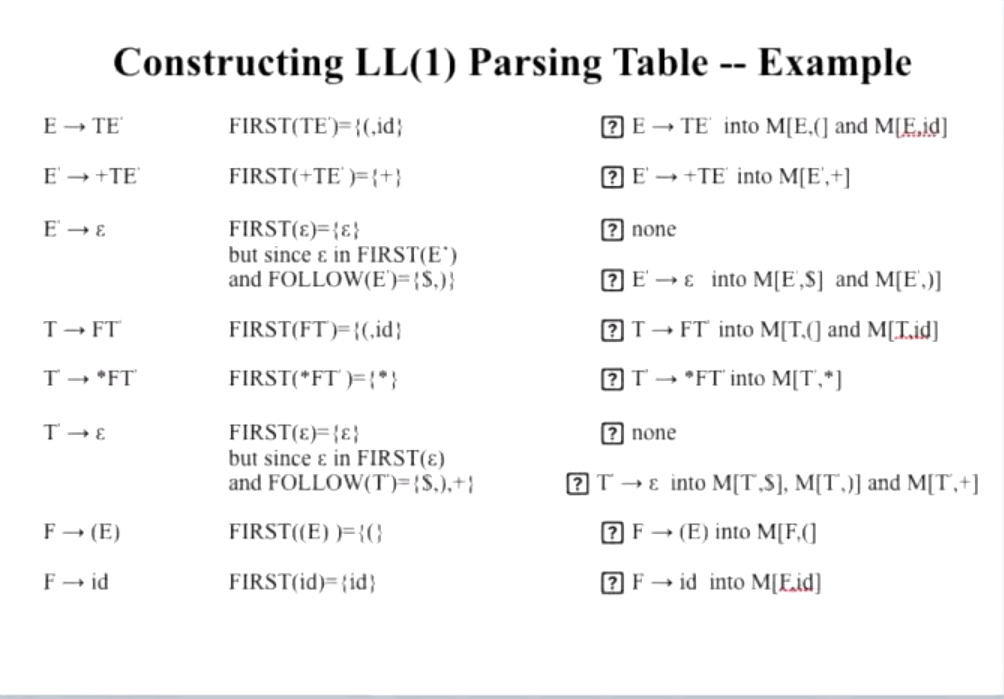 Constructing LL(1) Parsing Table -- Example
E → TE' FIRST(TE')={(,id} ? E → TE' into M[E,(] and M[E,id]
E' → +TE' FIRST(+TE')={+} ? E' → +TE' into M[E',+]
E' → ε FIRST(ε)={ε} ? none
but since ε in FIRST(E')
and FOLLOW(E')={$,)} ? E' → ε into M[E',$] and M[E',)]
T → FT' FIRST(FT')={(,id} ? T → FT' into M[T,(] and M[T,id]
T' → *FT' FIRST(*FT')={*} ? T' → *FT' into M[T',*]
T' → ε FIRST(ε)={ε} ? none
but since ε in FIRST(ε)
and FOLLOW(T')={$,),+} ? T' → ε into M[T',$], M[T',)] and M[T',+]
F → (E) FIRST((E) )={(} ? F → (E) into M[F,(]
F → id FIRST(id)={id} ? F → id into M[F,id]